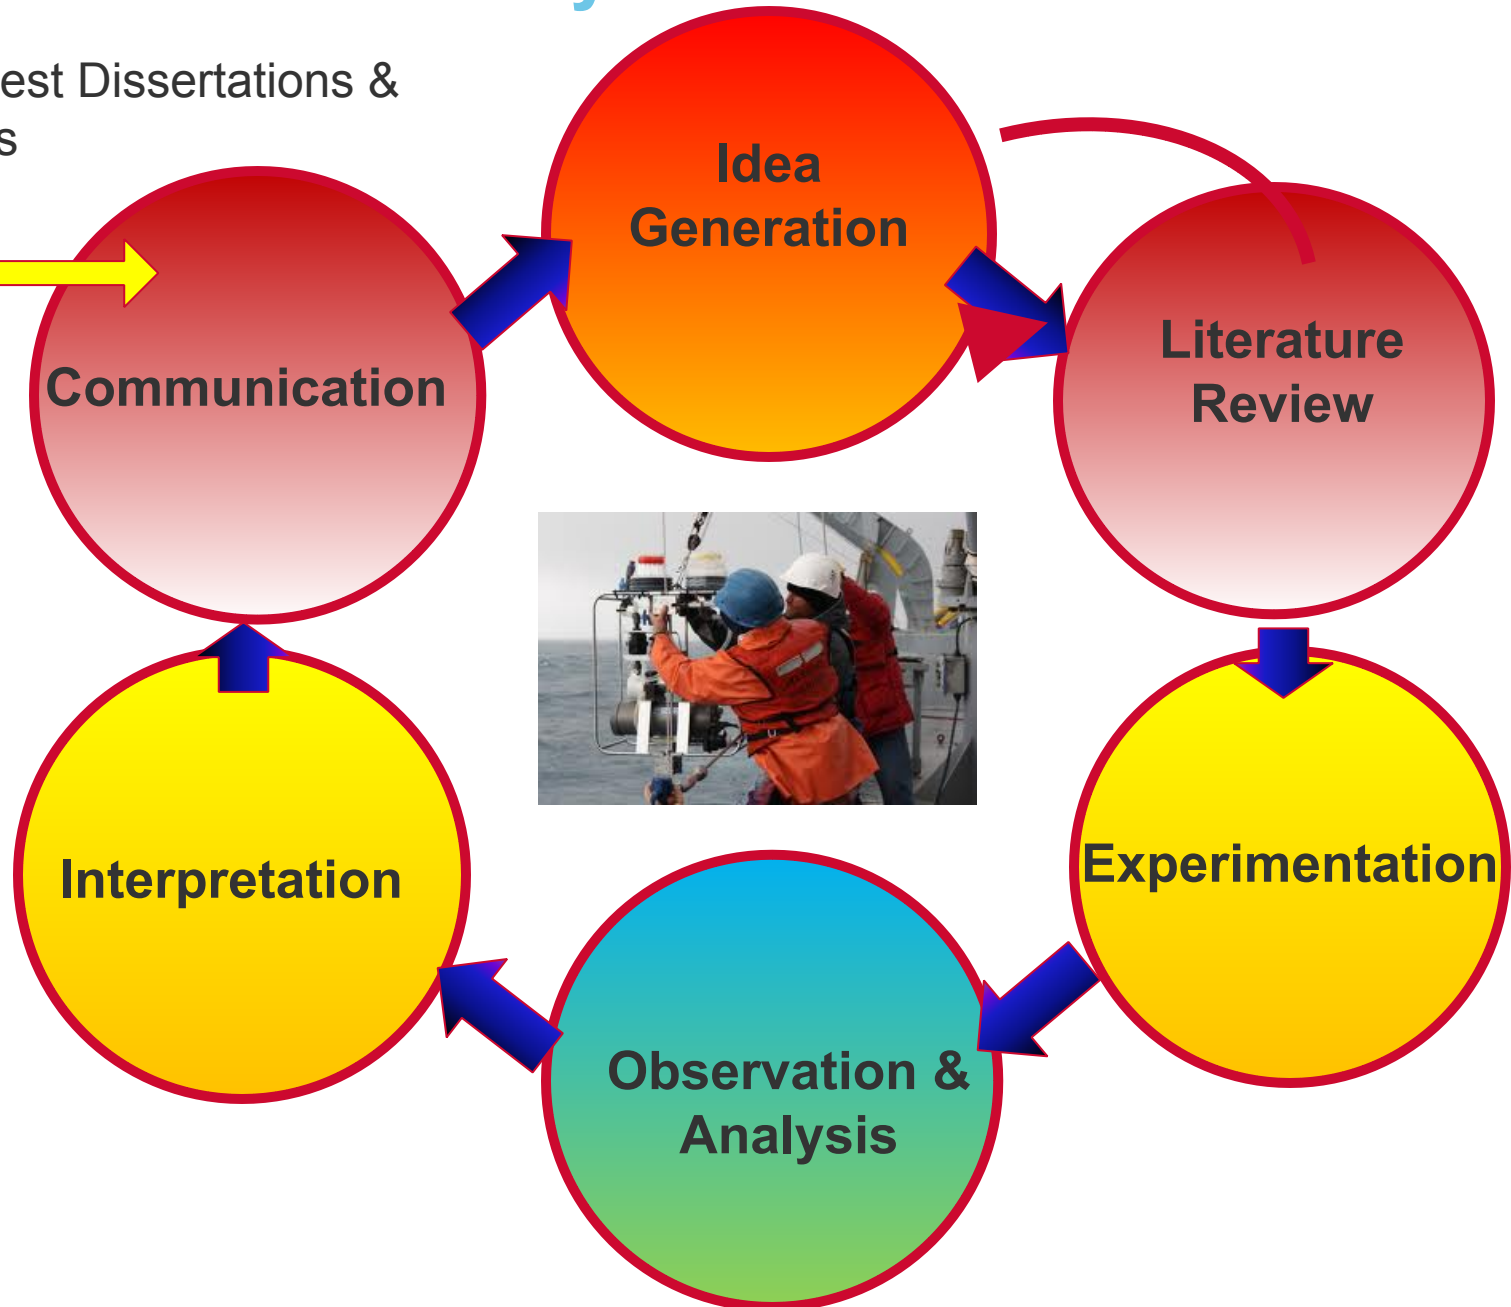 est Dissertations &
s
Idea
Generation
Literature
Review
Communication
Experimentation
Interpretation
Observation &
Analysis